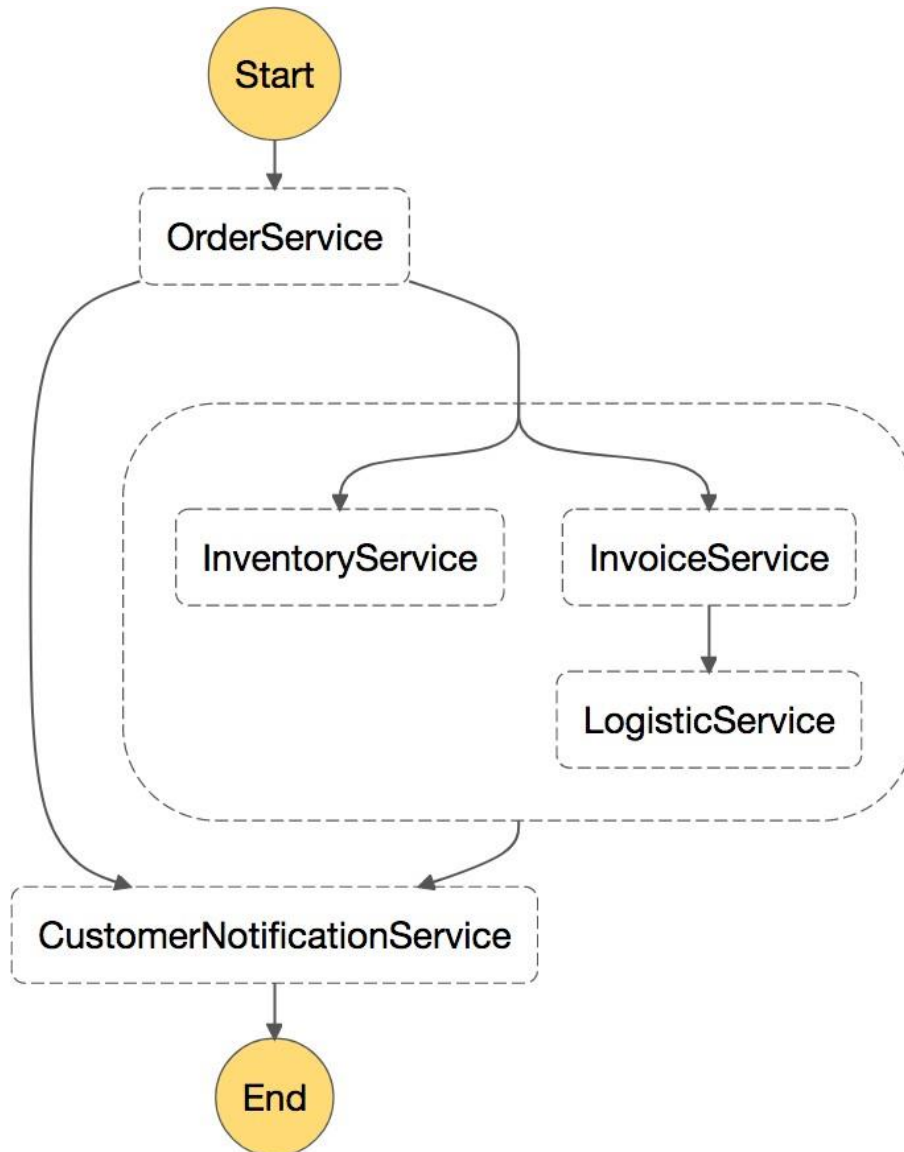 Start
OrderService
InventoryService
InvoiceService
LogisticService
CustomerNotificationService
End